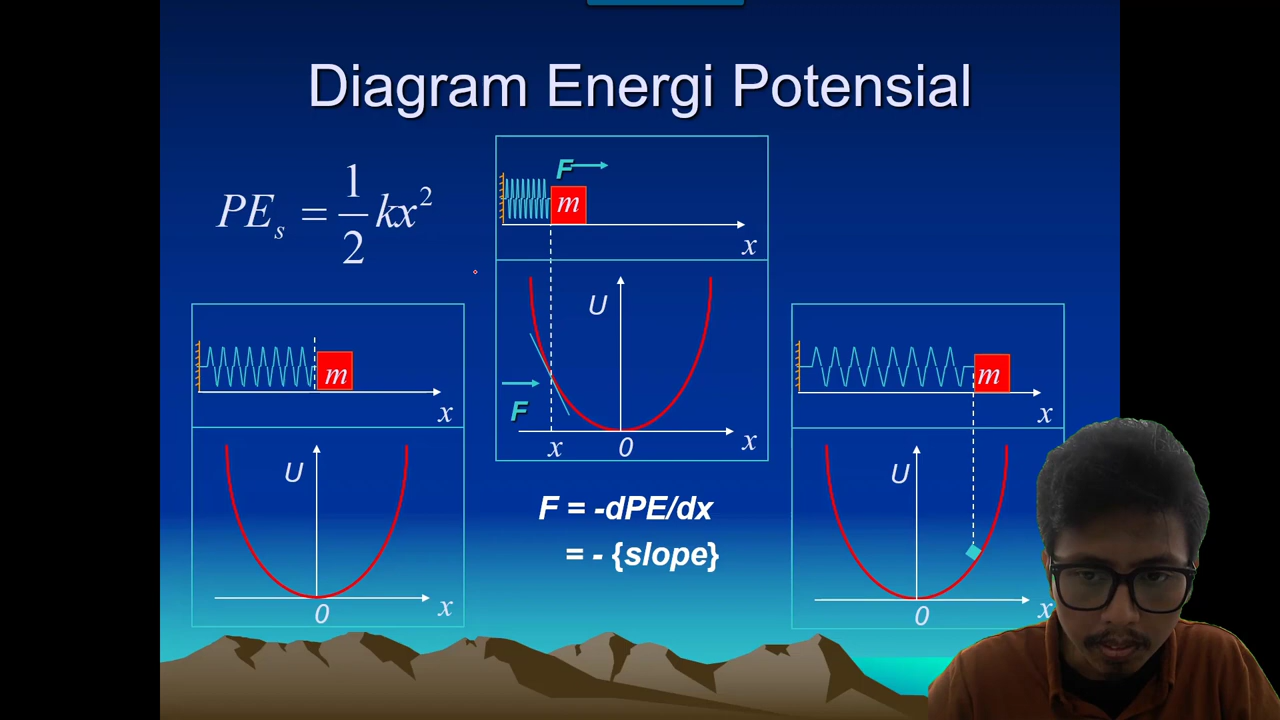 Diagram Energi Potensial
PE_s = 1/2 kx²
F
m
x
U
F
x
0
x
m
x
U
0
x
m
x
U
0
x
F = -dPE/dx
= - {slope}